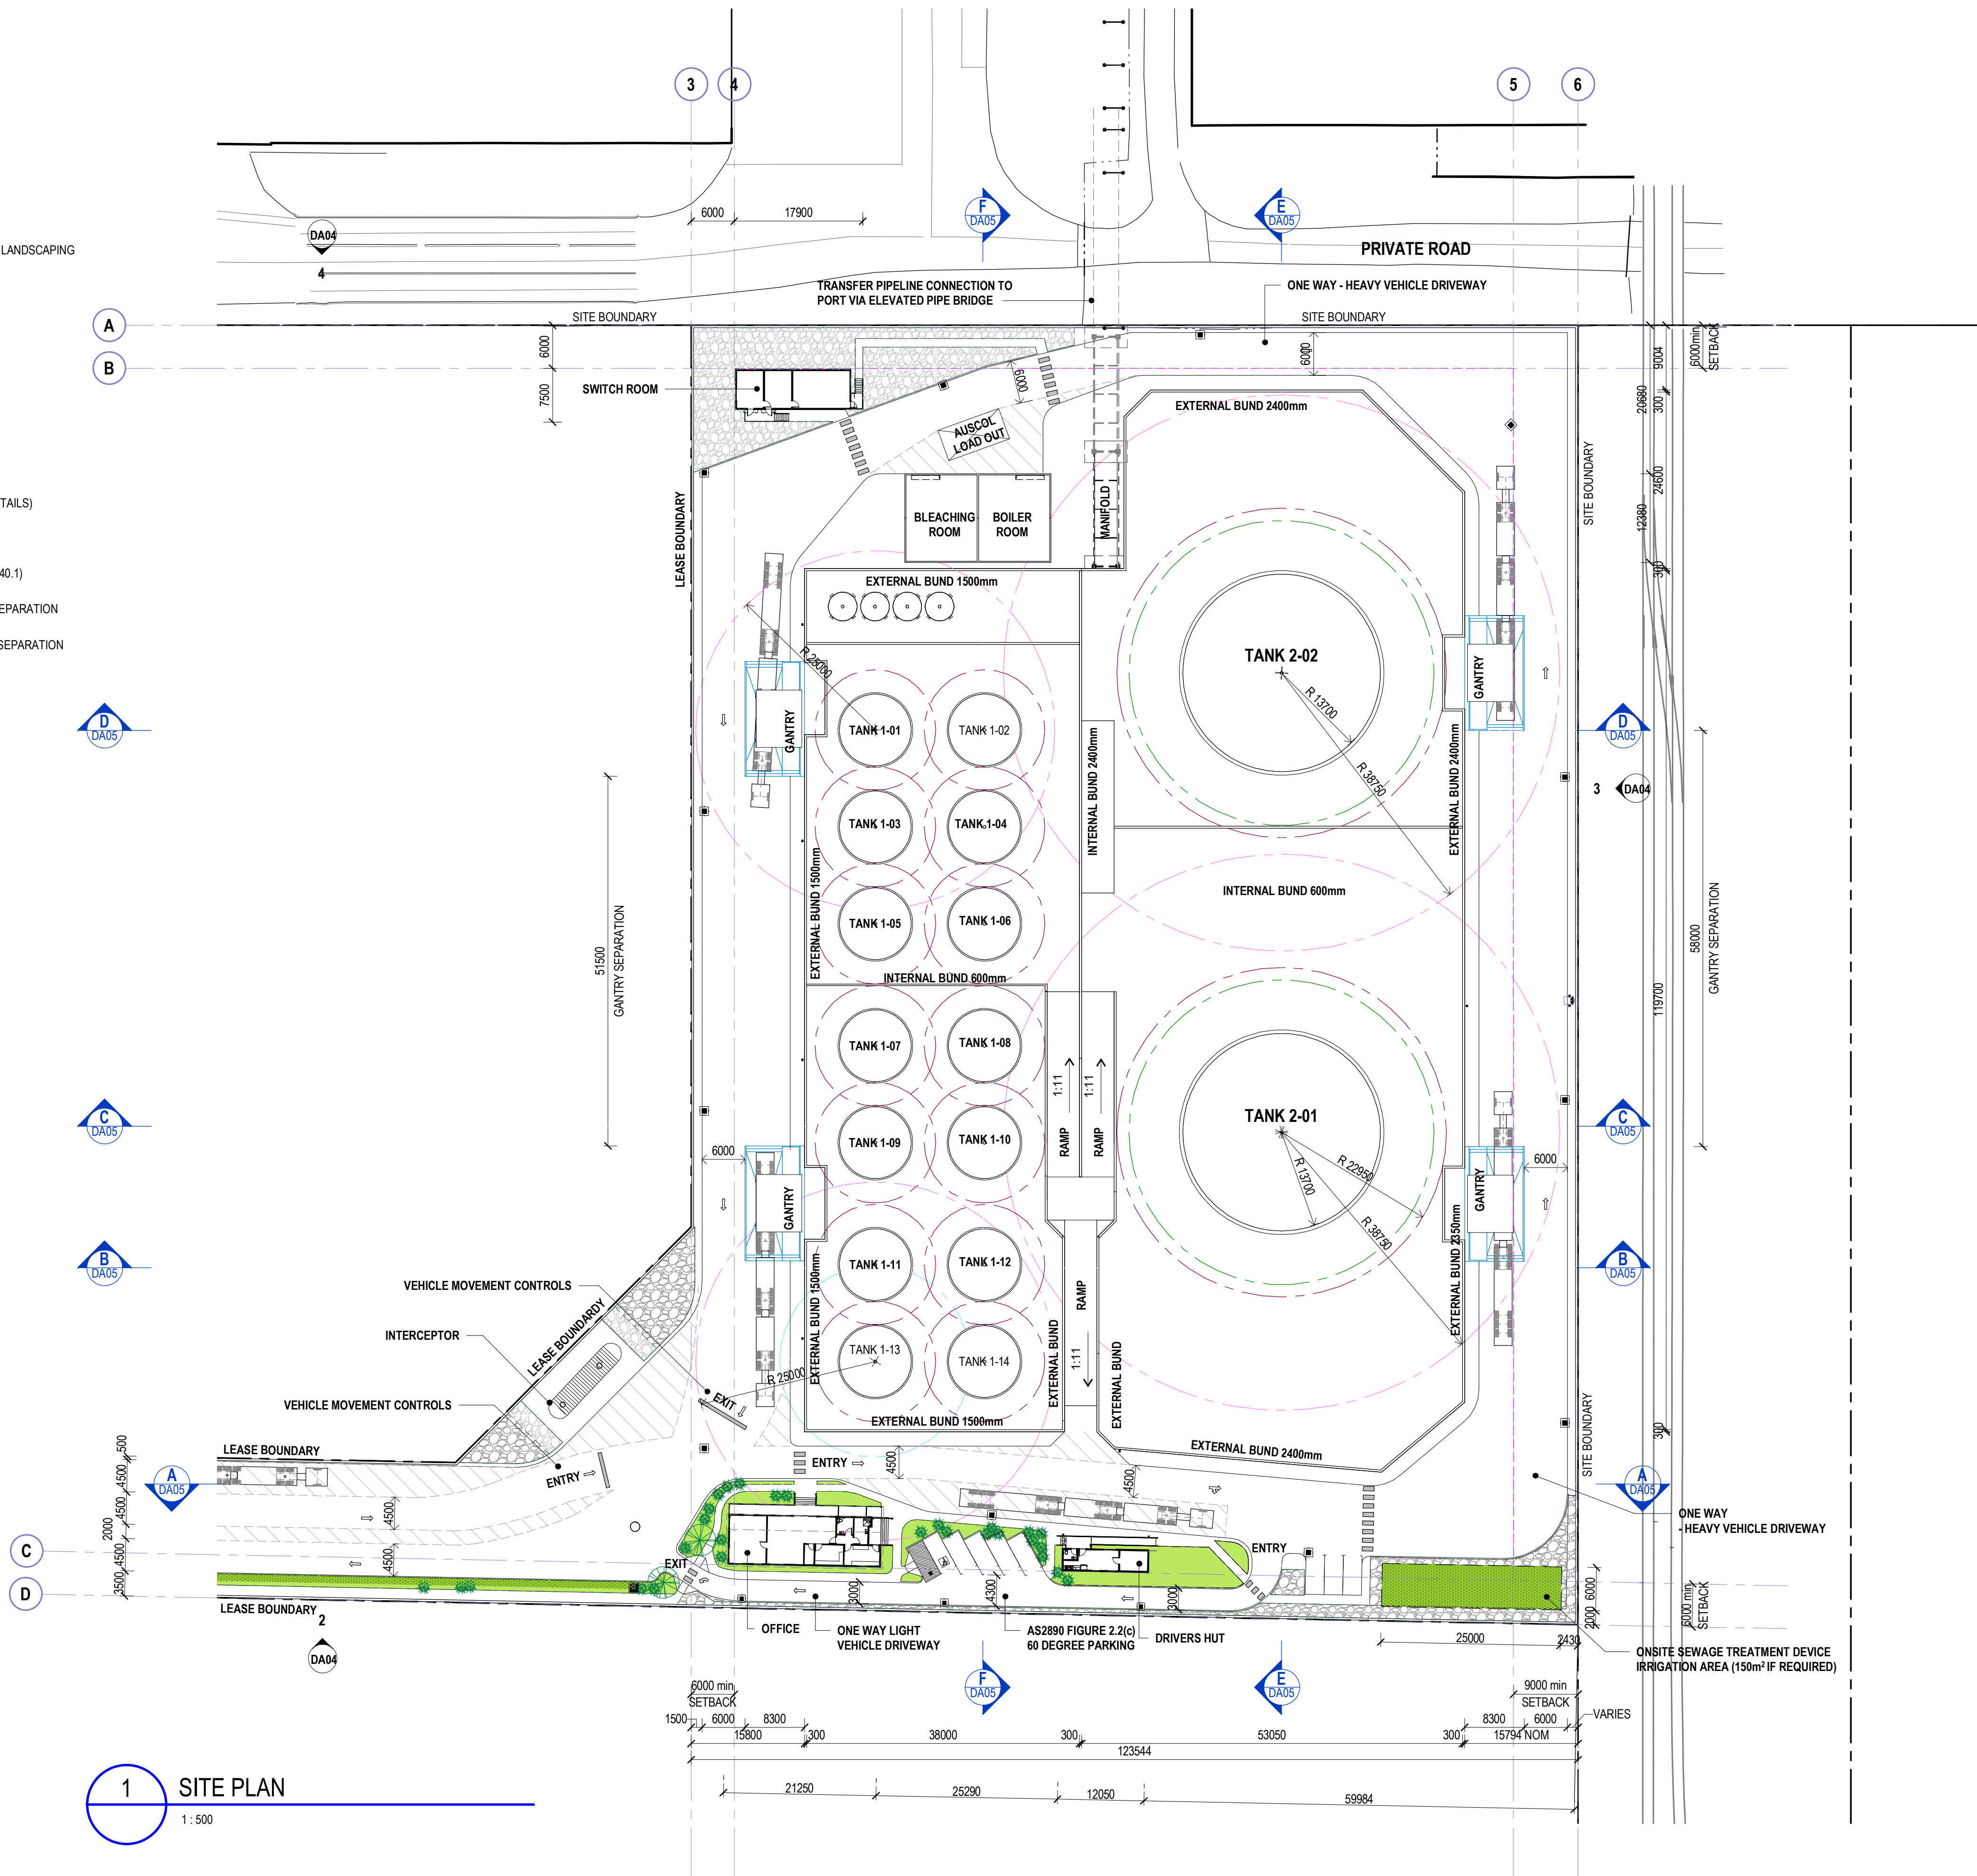 3
4
5
6
6000
17900
F
DA05
E
DA05
DA04
4
LANDSCAPING
PRIVATE ROAD
TRANSFER PIPELINE CONNECTION TO
PORT VIA ELEVATED PIPE BRIDGE
ONE WAY - HEAVY VEHICLE DRIVEWAY
A
SITE BOUNDARY
SITE BOUNDARY
6000
6000
9004
6000min
SETBACK
B
SWITCH ROOM
7500
6000
EXTERNAL BUND 2400mm
20680
300
AUSCOL
LOAD OUT
SITE BOUNDARY
24600
TAILS)
LEASE BOUNDARY
BLEACHING
ROOM
BOILER
ROOM
MANIFOLD
12380
300
40.1)
EXTERNAL BUND 1500mm
EPARATION
SEPARATION
R 25000
TANK 2-02
GANTRY
R 13700
D
DA05
GANTRY
TANK 1-01
TANK 1-02
D
DA05
INTERNAL BUND 2400mm
R 38750
EXTERNAL BUND 2400mm
3
DA04
TANK 1-03
TANK 1-04
EXTERNAL BUND 1500mm
INTERNAL BUND 600mm
TANK 1-05
TANK 1-06
51500
GANTRY SEPARATION
58000
GANTRY SEPARATION
INTERNAL BUND 600mm
119700
TANK 1-07
TANK 1-08
1:11
1:11
RAMP
RAMP
TANK 2-01
C
DA05
C
DA05
TANK 1-09
TANK 1-10
6000
6000
R 22950
R 13700
R 38750
GANTRY
GANTRY
B
DA05
B
DA05
TANK 1-11
TANK 1-12
EXTERNAL BUND 1500mm
RAMP
1:11
EXTERNAL BUND 2350mm
VEHICLE MOVEMENT CONTROLS
INTERCEPTOR
LEASE BOUNDARDY
TANK 1-13
TANK 1-14
R 25000
EXTERNAL BUND
EXTERNAL BUND
EXIT
VEHICLE MOVEMENT CONTROLS
EXTERNAL BUND 1500mm
SITE BOUNDARY
300
LEASE BOUNDARY
EXTERNAL BUND 2400mm
500
4500
4500
2000
4500
3500
A
DA05
ENTRY
ENTRY
4500
4500
A
DA05
4500
4500
ONE WAY
- HEAVY VEHICLE DRIVEWAY
C
EXIT
ENTRY
D
3000
4300
3000
6000
2000
6000 min
SETBACK
LEASE BOUNDARY
2
DA04
OFFICE
ONE WAY LIGHT
VEHICLE DRIVEWAY
AS2890 FIGURE 2.2(c)
60 DEGREE PARKING
DRIVERS HUT
25000
2430
ONSITE SEWAGE TREATMENT DEVICE
IRRIGATION AREA (150m² IF REQUIRED)
F
DA05
E
DA05
6000 min
SETBACK
9000 min
SETBACK
1500
6000
8300
8300
6000
VARIES
15800
300
38000
300
53050
300
15794 NOM
123544
21250
25290
12050
59984
1
SITE PLAN
1 : 500